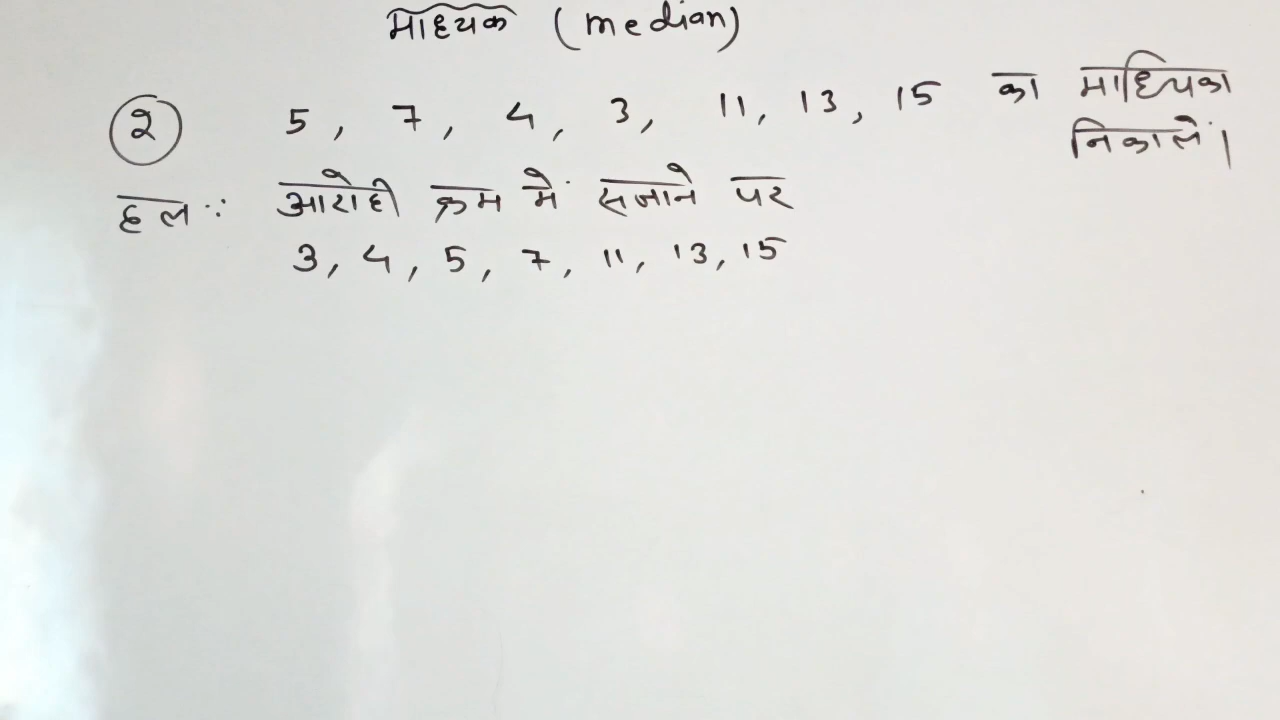 माध्यक (median)
२ 5, 7, 4, 3, 11, 13, 15 का माध्यिका
निकालें।
हल:: आरोही क्रम में सजाने पर
3, 4, 5, 7, 11, 13, 15